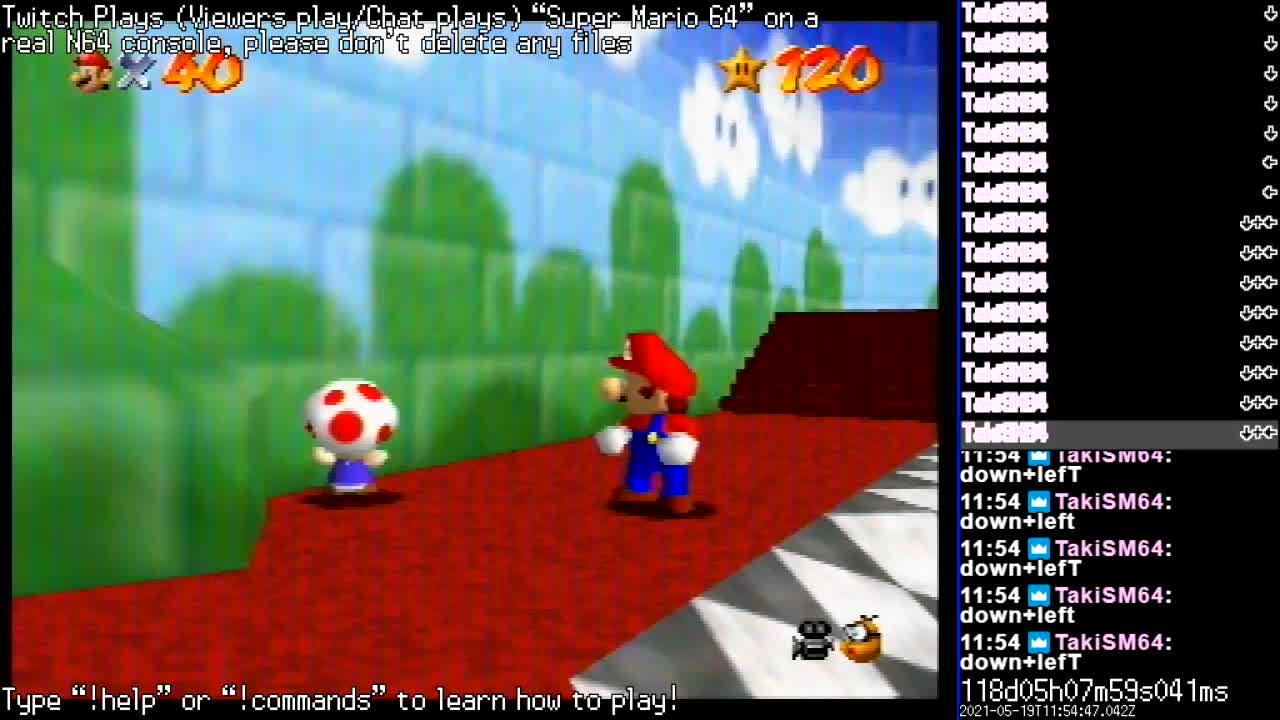 Twitch Plays (Viewers play/Chat plays) “Super Mario 64” on a
real N64 console, please don't delete any files
× 40
120
TakiSM64 ↓
TakiSM64 ↓
TakiSM64 ↓
TakiSM64 ↓
TakiSM64 ↓
TakiSM64 ←
TakiSM64 ←
TakiSM64 ↓+←
TakiSM64 ↓+←
TakiSM64 ↓+←
TakiSM64 ↓+←
TakiSM64 ↓+←
TakiSM64 ↓+←
TakiSM64 ↓+←
TakiSM64 ↓+←
11:54 TakiSM64:
down+lefT
11:54 TakiSM64:
down+left
11:54 TakiSM64:
down+lefT
11:54 TakiSM64:
down+left
11:54 TakiSM64:
down+lefT
Type “!help” or “!commands” to learn how to play!
118d05h07m59s041ms
2021-05-19T11:54:47.042Z